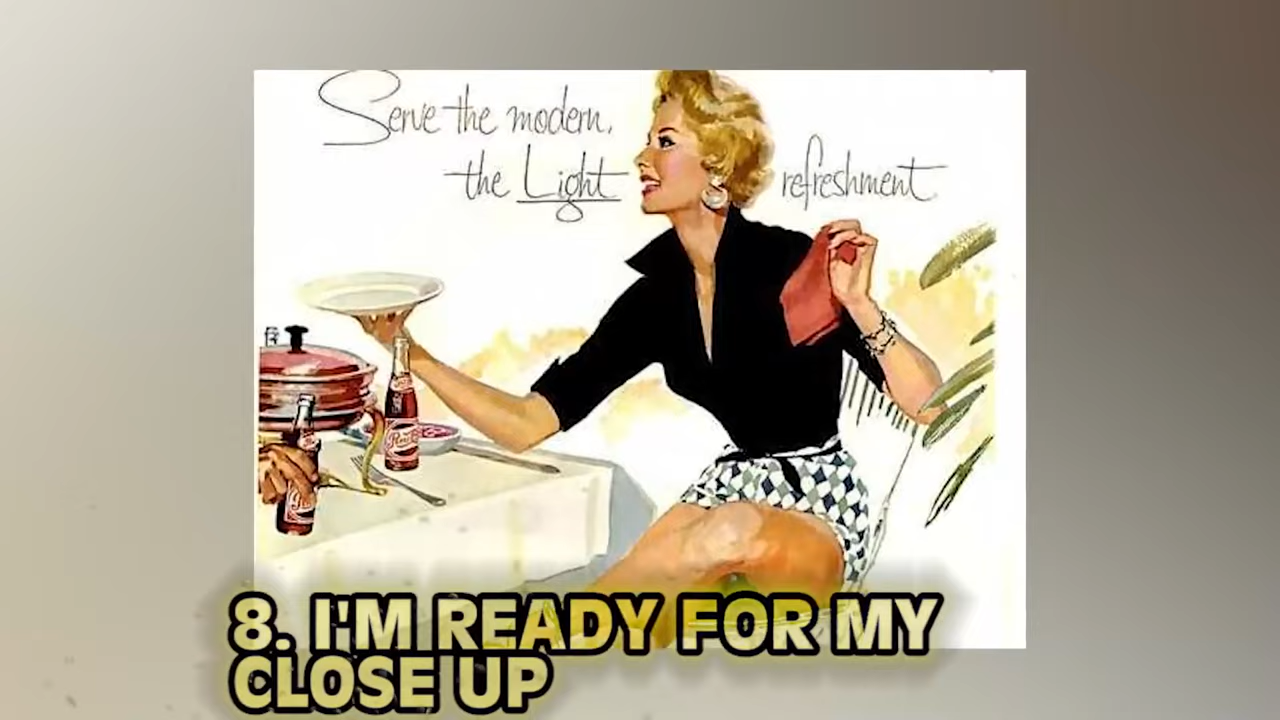 Serve the modern,
the Light refreshment
8. I'M READY FOR MY
CLOSE UP